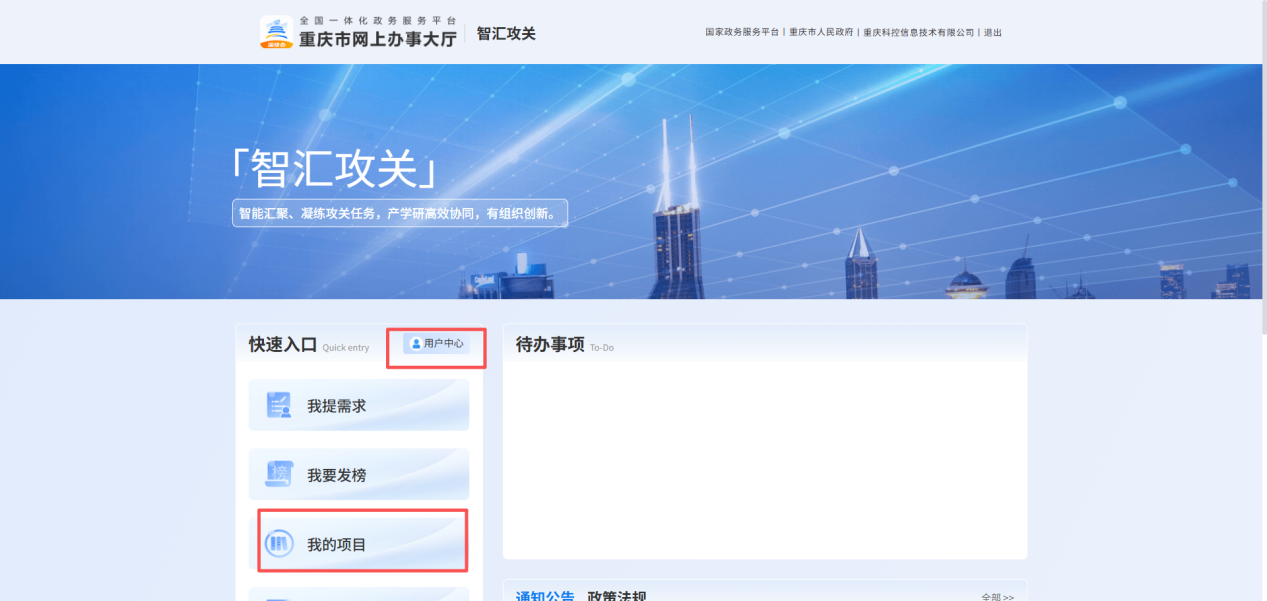 全国一体化政务服务平台
重庆市网上办事大厅
智汇攻关
国家政务服务平台 | 重庆市人民政府 | 重庆科控信息技术有限公司 | 退出
「智汇攻关」
智能汇聚、凝练攻关任务，产学研高效协同，有组织创新。
快速入口 Quick entry
用户中心
待办事项 To-Do
我提需求
榜
我要发榜
我的项目
通知公告 政策法规
全部 >>